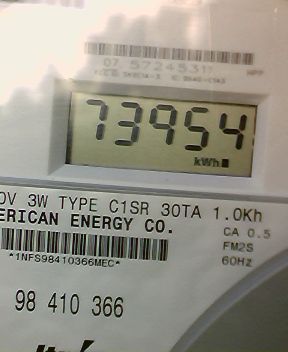 07 57245311
73954
kWh
0V 3W TYPE C1SR 30TA 1.0Kh
ERICAN ENERGY CO.
CA 0.5
FM2S
*1NFS98410366MEC*
60Hz
98 410 366